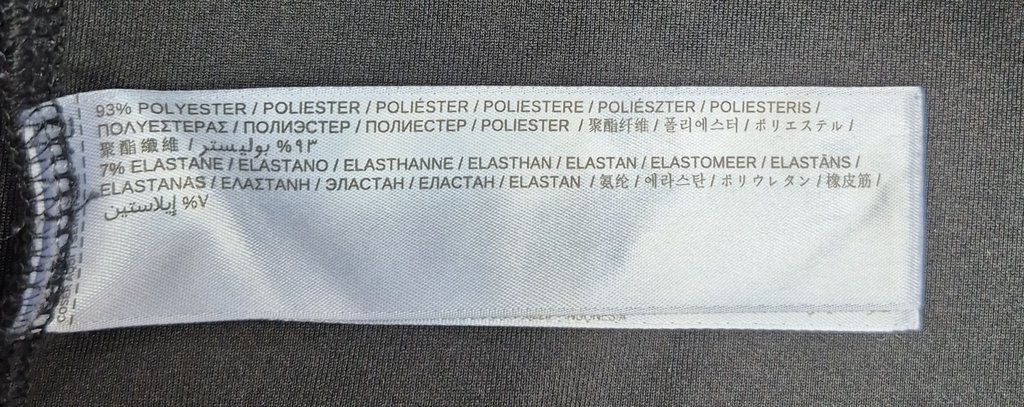 93% POLYESTER / POLIESTER / POLIÉSTER / POLIESTERE / POLIÉSZTER / POLIESTERIS /
ΠΟΛΥΕΣΤΕΡΑΣ / ПОЛИЭСТЕР / ПОЛИЕСТЕР / POLIESTER / 聚酯纤维 / 폴리에스터 / ポリエステル /
聚酯纖維 / ٩٣% بوليستر
7% ELASTANE / ELASTANO / ELASTHANNE / ELASTHAN / ELASTAN / ELASTOMEER / ELASTĀNS /
ELASTANAS / ΕΛΑΣΤΑΝΗ / ЭЛАСТАН / ЕЛАСТАН / ELASTAN / 氨纶 / 에라스탄 / ポリウレタン / 橡皮筋 /
٧% إيلاستين
INDONESIA